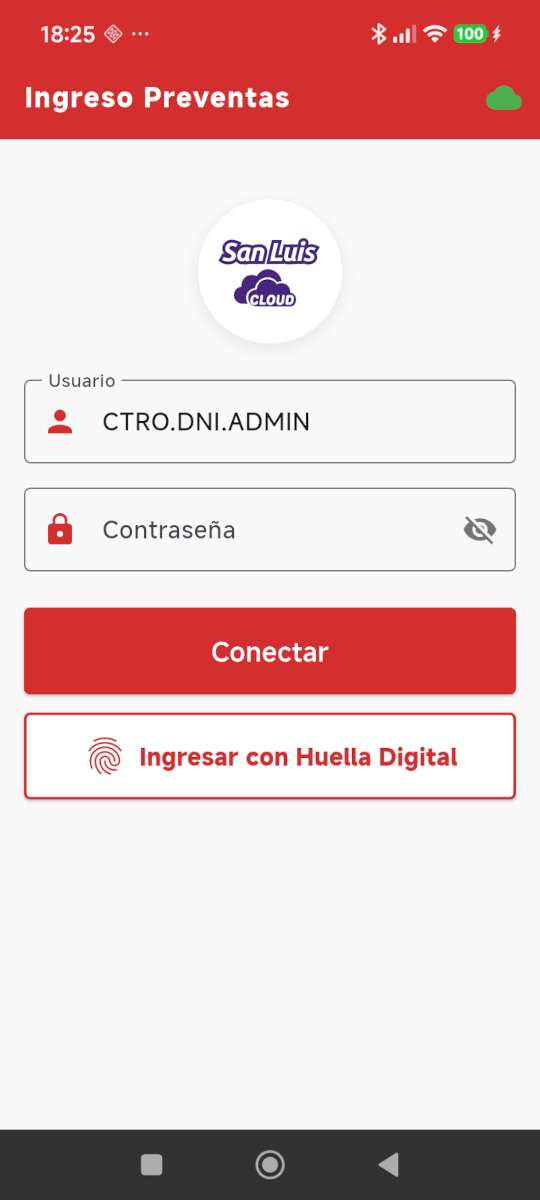 18:25
100
Ingreso Preventas
San Luis
CLOUD
Usuario
CTRO.DNI.ADMIN
Contraseña
Conectar
Ingresar con Huella Digital